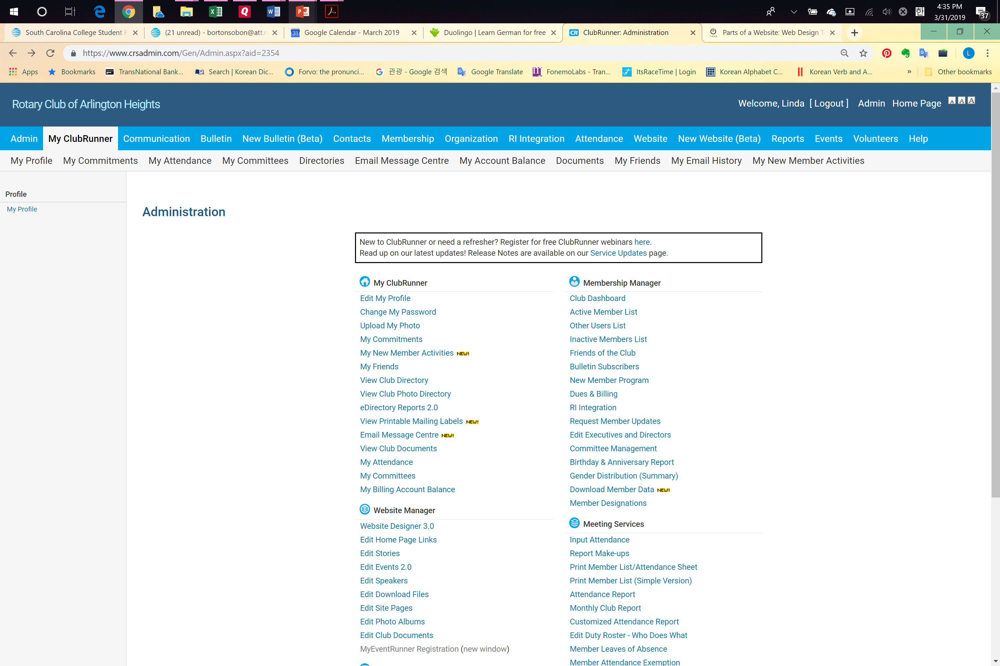 4:35 PM
3/31/2019
37
South Carolina College Student F
(21 unread) - bortonsobon@att.n
31 Google Calendar - March 2019
Duolingo | Learn German for free
CR ClubRunner: Administration
Parts of a Website: Web Design T
https://www.crsadmin.com/Gen/Admin.aspx?aid=2354
L
Apps
Bookmarks
TransNational Bank...
Search | Korean Dic...
Forvo: the pronunci...
관광 - Google 검색
Google Translate
FonemoLabs - Tran...
ItsRaceTime | Login
Korean Alphabet C...
Korean Verb and A...
»
Other bookmarks
Rotary Club of Arlington Heights
Welcome, Linda [ Logout ] Admin Home Page A A A
Admin My ClubRunner Communication Bulletin New Bulletin (Beta) Contacts Membership Organization RI Integration Attendance Website New Website (Beta) Reports Events Volunteers Help
My Profile My Commitments My Attendance My Committees Directories Email Message Centre My Account Balance Documents My Friends My Email History My New Member Activities
Profile
My Profile
Administration
New to ClubRunner or need a refresher? Register for free ClubRunner webinars here.
Read up on our latest updates! Release Notes are available on our Service Updates page.
My ClubRunner
Edit My Profile
Change My Password
Upload My Photo
My Commitments
My New Member Activities NEW!
My Friends
View Club Directory
View Club Photo Directory
eDirectory Reports 2.0
View Printable Mailing Labels NEW!
Email Message Centre NEW!
View Club Documents
My Attendance
My Committees
My Billing Account Balance
Website Manager
Website Designer 3.0
Edit Home Page Links
Edit Stories
Edit Events 2.0
Edit Speakers
Edit Download Files
Edit Site Pages
Edit Photo Albums
Edit Club Documents
MyEventRunner Registration (new window)
Membership Manager
Club Dashboard
Active Member List
Other Users List
Inactive Members List
Friends of the Club
Bulletin Subscribers
New Member Program
Dues & Billing
RI Integration
Request Member Updates
Edit Executives and Directors
Committee Management
Birthday & Anniversary Report
Gender Distribution (Summary)
Download Member Data NEW!
Member Designations
Meeting Services
Input Attendance
Report Make-ups
Print Member List/Attendance Sheet
Print Member List (Simple Version)
Attendance Report
Monthly Club Report
Customized Attendance Report
Edit Duty Roster - Who Does What
Member Leaves of Absence
Member Attendance Exemption